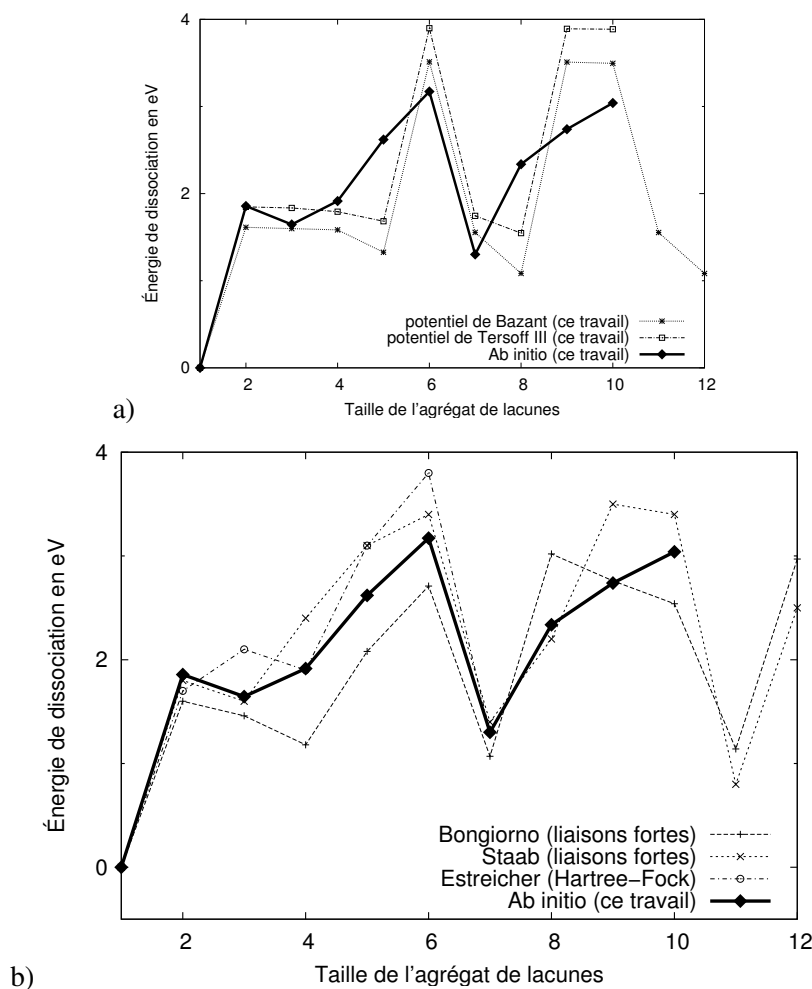 4
2
0
Énergie de dissociation en eV
potentiel de Bazant (ce travail)
potentiel de Tersoff III (ce travail)
Ab initio (ce travail)
2 4 6 8 10 12
Taille de l'agrégat de lacunes
a)
4
2
0
Énergie de dissociation en eV
Bongiorno (liaisons fortes)
Staab (liaisons fortes)
Estreicher (Hartree−Fock)
Ab initio (ce travail)
2 4 6 8 10 12
Taille de l'agrégat de lacunes
b)